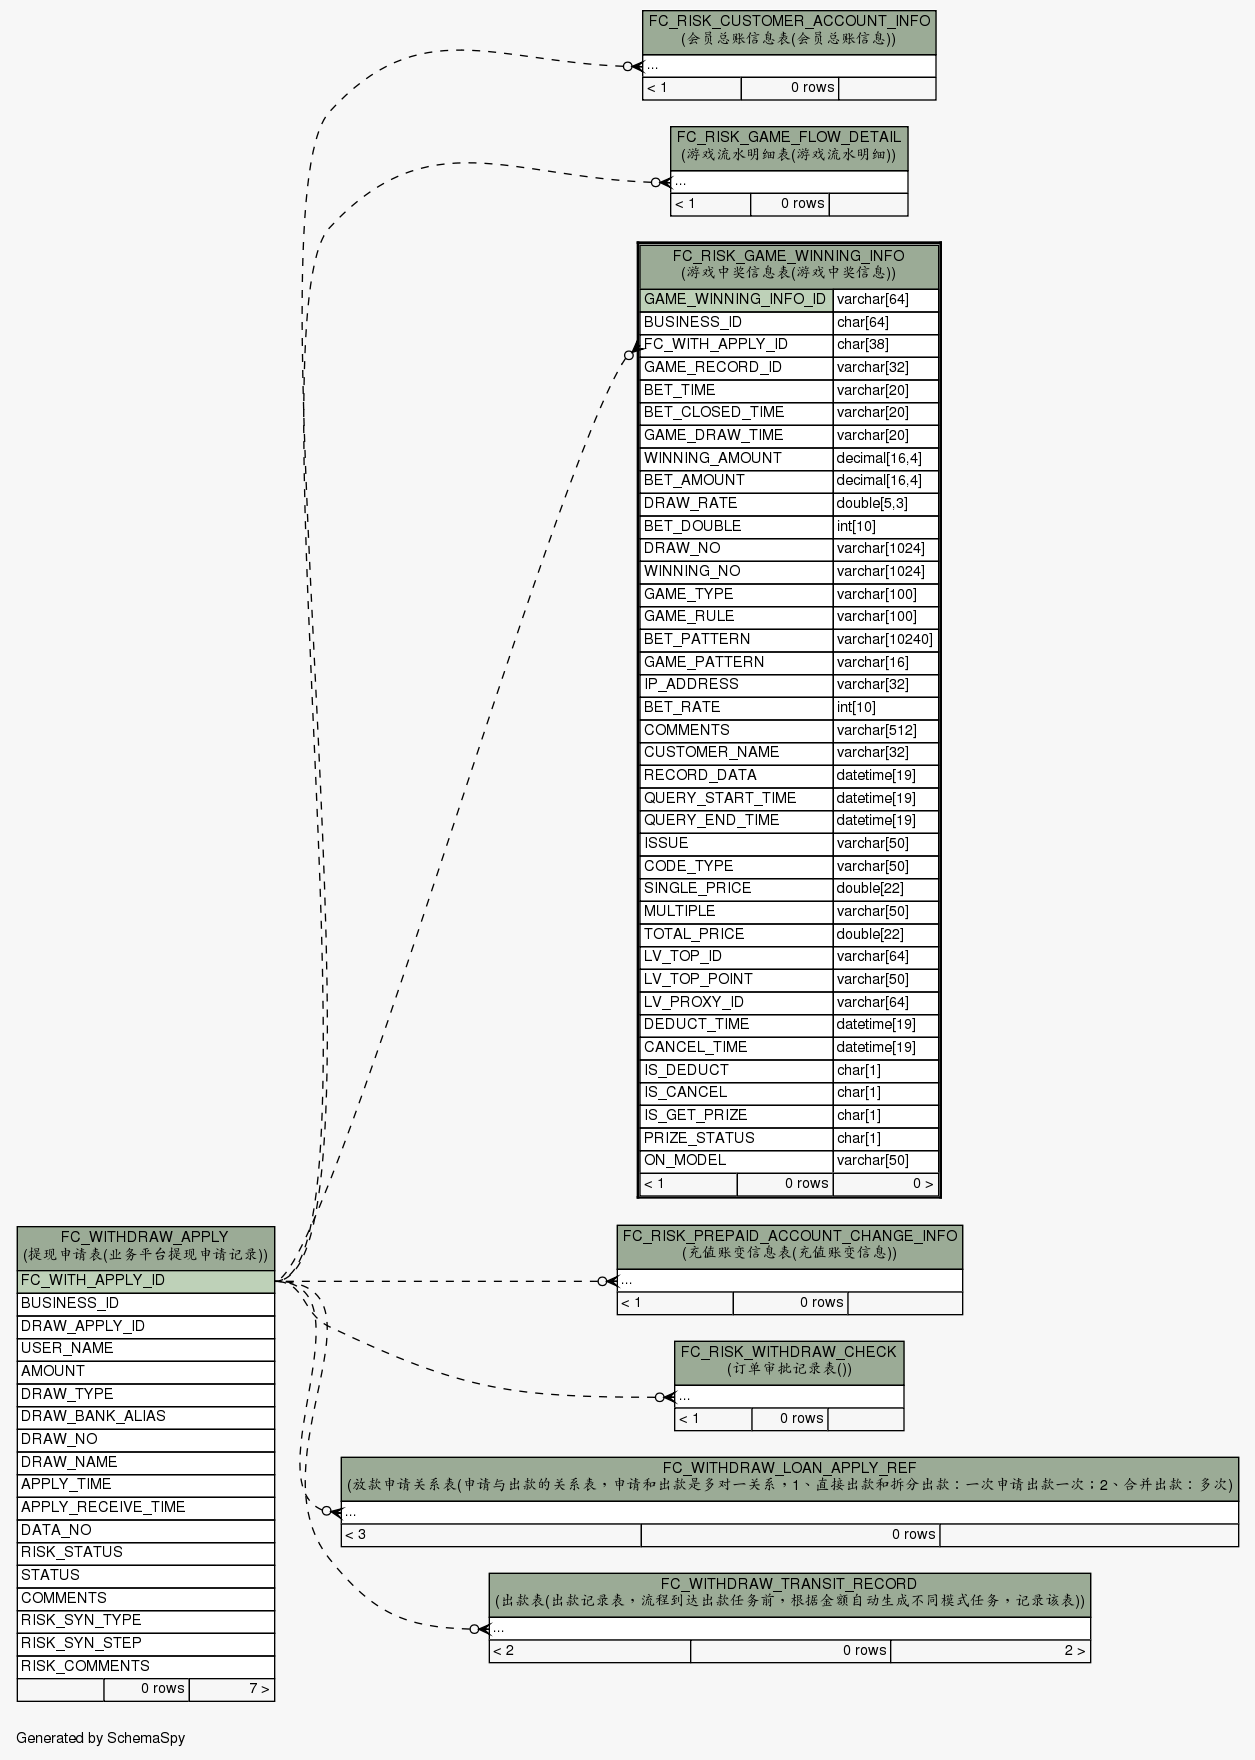 FC_RISK_CUSTOMER_ACCOUNT_INFO
(会员总账信息表(会员总账信息))
...
< 1 0 rows
FC_RISK_GAME_FLOW_DETAIL
(游戏流水明细表(游戏流水明细))
...
< 1 0 rows
FC_RISK_GAME_WINNING_INFO
(游戏中奖信息表(游戏中奖信息))
GAME_WINNING_INFO_ID varchar[64]
BUSINESS_ID char[64]
FC_WITH_APPLY_ID char[38]
GAME_RECORD_ID varchar[32]
BET_TIME varchar[20]
BET_CLOSED_TIME varchar[20]
GAME_DRAW_TIME varchar[20]
WINNING_AMOUNT decimal[16,4]
BET_AMOUNT decimal[16,4]
DRAW_RATE double[5,3]
BET_DOUBLE int[10]
DRAW_NO varchar[1024]
WINNING_NO varchar[1024]
GAME_TYPE varchar[100]
GAME_RULE varchar[100]
BET_PATTERN varchar[10240]
GAME_PATTERN varchar[16]
IP_ADDRESS varchar[32]
BET_RATE int[10]
COMMENTS varchar[512]
CUSTOMER_NAME varchar[32]
RECORD_DATA datetime[19]
QUERY_START_TIME datetime[19]
QUERY_END_TIME datetime[19]
ISSUE varchar[50]
CODE_TYPE varchar[50]
SINGLE_PRICE double[22]
MULTIPLE varchar[50]
TOTAL_PRICE double[22]
LV_TOP_ID varchar[64]
LV_TOP_POINT varchar[50]
LV_PROXY_ID varchar[64]
DEDUCT_TIME datetime[19]
CANCEL_TIME datetime[19]
IS_DEDUCT char[1]
IS_CANCEL char[1]
IS_GET_PRIZE char[1]
PRIZE_STATUS char[1]
ON_MODEL varchar[50]
< 1 0 rows 0 >
FC_WITHDRAW_APPLY
(提现申请表(业务平台提现申请记录))
FC_WITH_APPLY_ID
BUSINESS_ID
DRAW_APPLY_ID
USER_NAME
AMOUNT
DRAW_TYPE
DRAW_BANK_ALIAS
DRAW_NO
DRAW_NAME
APPLY_TIME
APPLY_RECEIVE_TIME
DATA_NO
RISK_STATUS
STATUS
COMMENTS
RISK_SYN_TYPE
RISK_SYN_STEP
RISK_COMMENTS
0 rows 7 >
FC_RISK_PREPAID_ACCOUNT_CHANGE_INFO
(充值账变信息表(充值账变信息))
...
< 1 0 rows
FC_RISK_WITHDRAW_CHECK
(订单审批记录表())
...
< 1 0 rows
FC_WITHDRAW_LOAN_APPLY_REF
(放款申请关系表(申请与出款的关系表，申请和出款是多对一关系，1、直接出款和拆分出款：一次申请出款一次；2、合并出款：多次)
...
< 3 0 rows
FC_WITHDRAW_TRANSIT_RECORD
(出款表(出款记录表，流程到达出款任务前，根据金额自动生成不同模式任务，记录该表))
...
< 2 0 rows 2 >
Generated by SchemaSpy